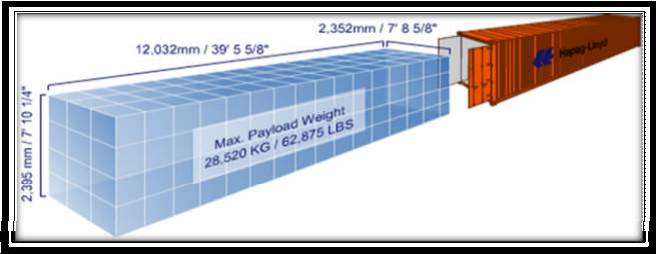 2,352mm / 7' 8 5/8"
12,032mm / 39' 5 5/8"
2,395 mm / 7' 10 1/4"
Max. Payload Weight
28,520 KG / 62,875 LBS
Hapag-Lloyd